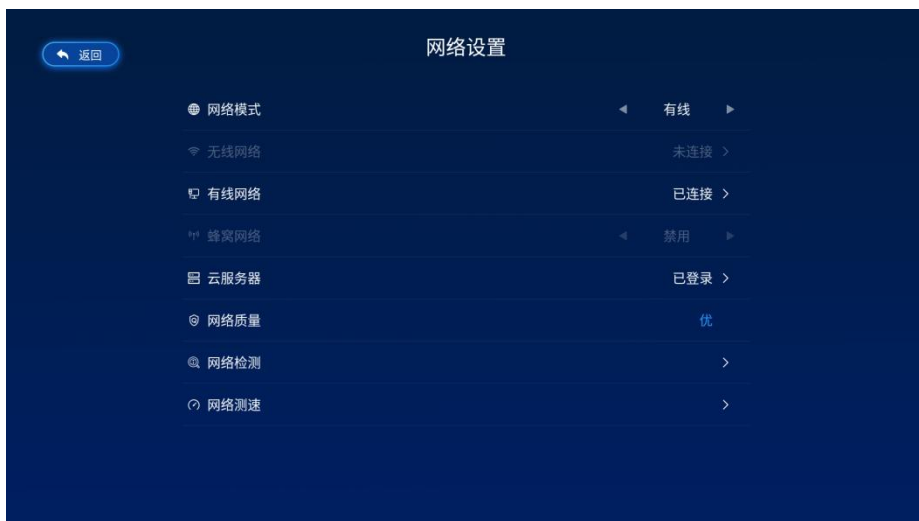 返回
网络设置
网络模式 有线
无线网络 未连接
有线网络 已连接
蜂窝网络 禁用
云服务器 已登录
网络质量 优
网络检测
网络测速